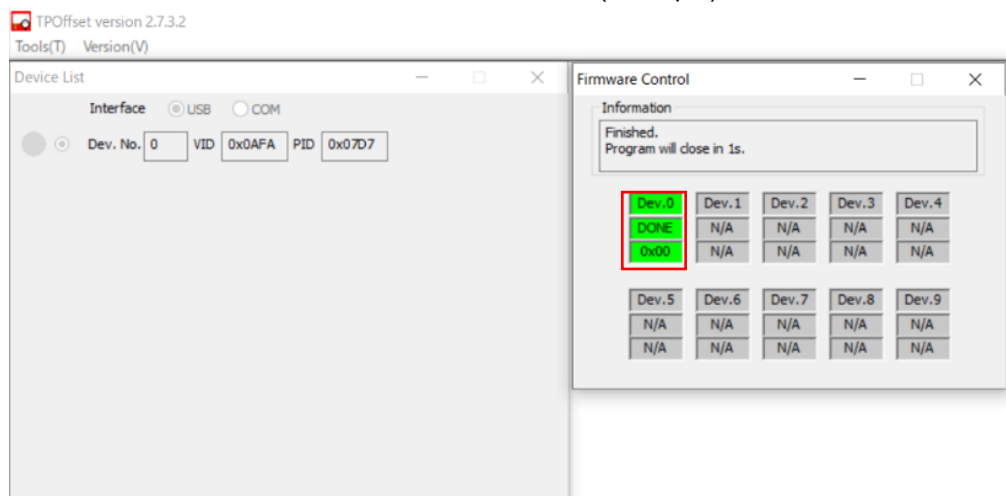 TPOffset version 2.7.3.2
Tools(T) Version(V)
Device List
Interface USB COM
Dev. No. 0 VID 0x0AFA PID 0x07D7
Firmware Control
Information
Finished.
Program will close in 1s.
Dev.0 Dev.1 Dev.2 Dev.3 Dev.4
DONE N/A N/A N/A N/A
0x00 N/A N/A N/A N/A
Dev.5 Dev.6 Dev.7 Dev.8 Dev.9
N/A N/A N/A N/A N/A
N/A N/A N/A N/A N/A